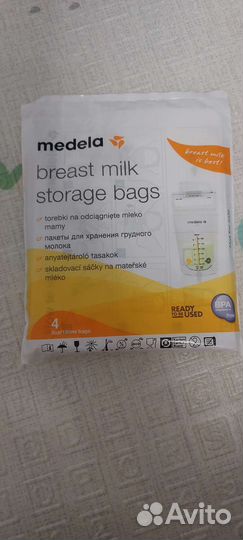 medela
breast milk
is best!
breast milk
storage bags
torebki na odciągnięte mleko
mamy
пакеты для хранения грудного
молока
anyatejtároló tasakok
skladovací sáčky na mateřské
mléko
medela
4
READY
TO BE USED
BPA
Avito